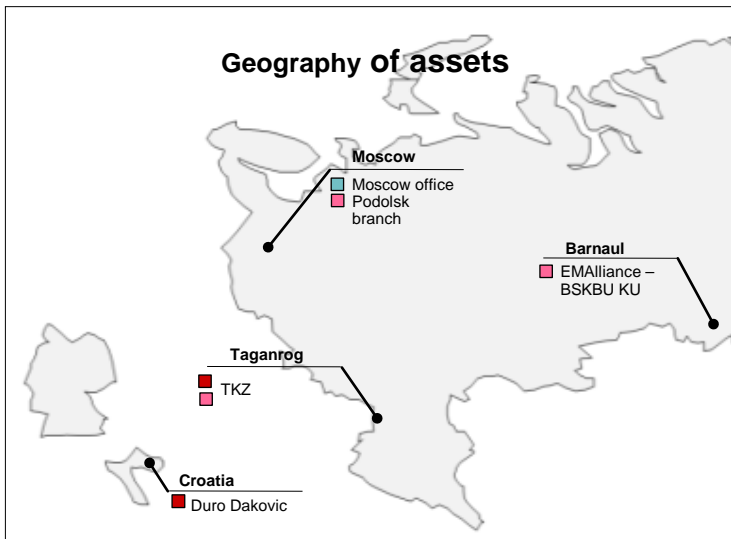 Geography of assets
Moscow
Moscow office
Podolsk
branch
Barnaul
EMAlliance –
BSKBU KU
Taganrog
TKZ
Croatia
Duro Dakovic